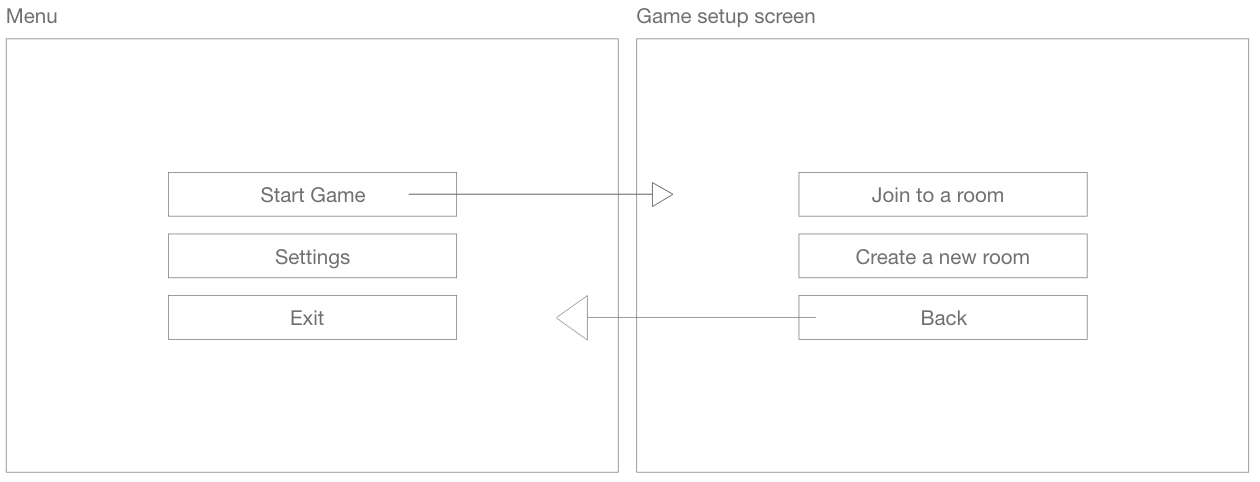 Menu
Start Game
Settings
Exit
Game setup screen
Join to a room
Create a new room
Back